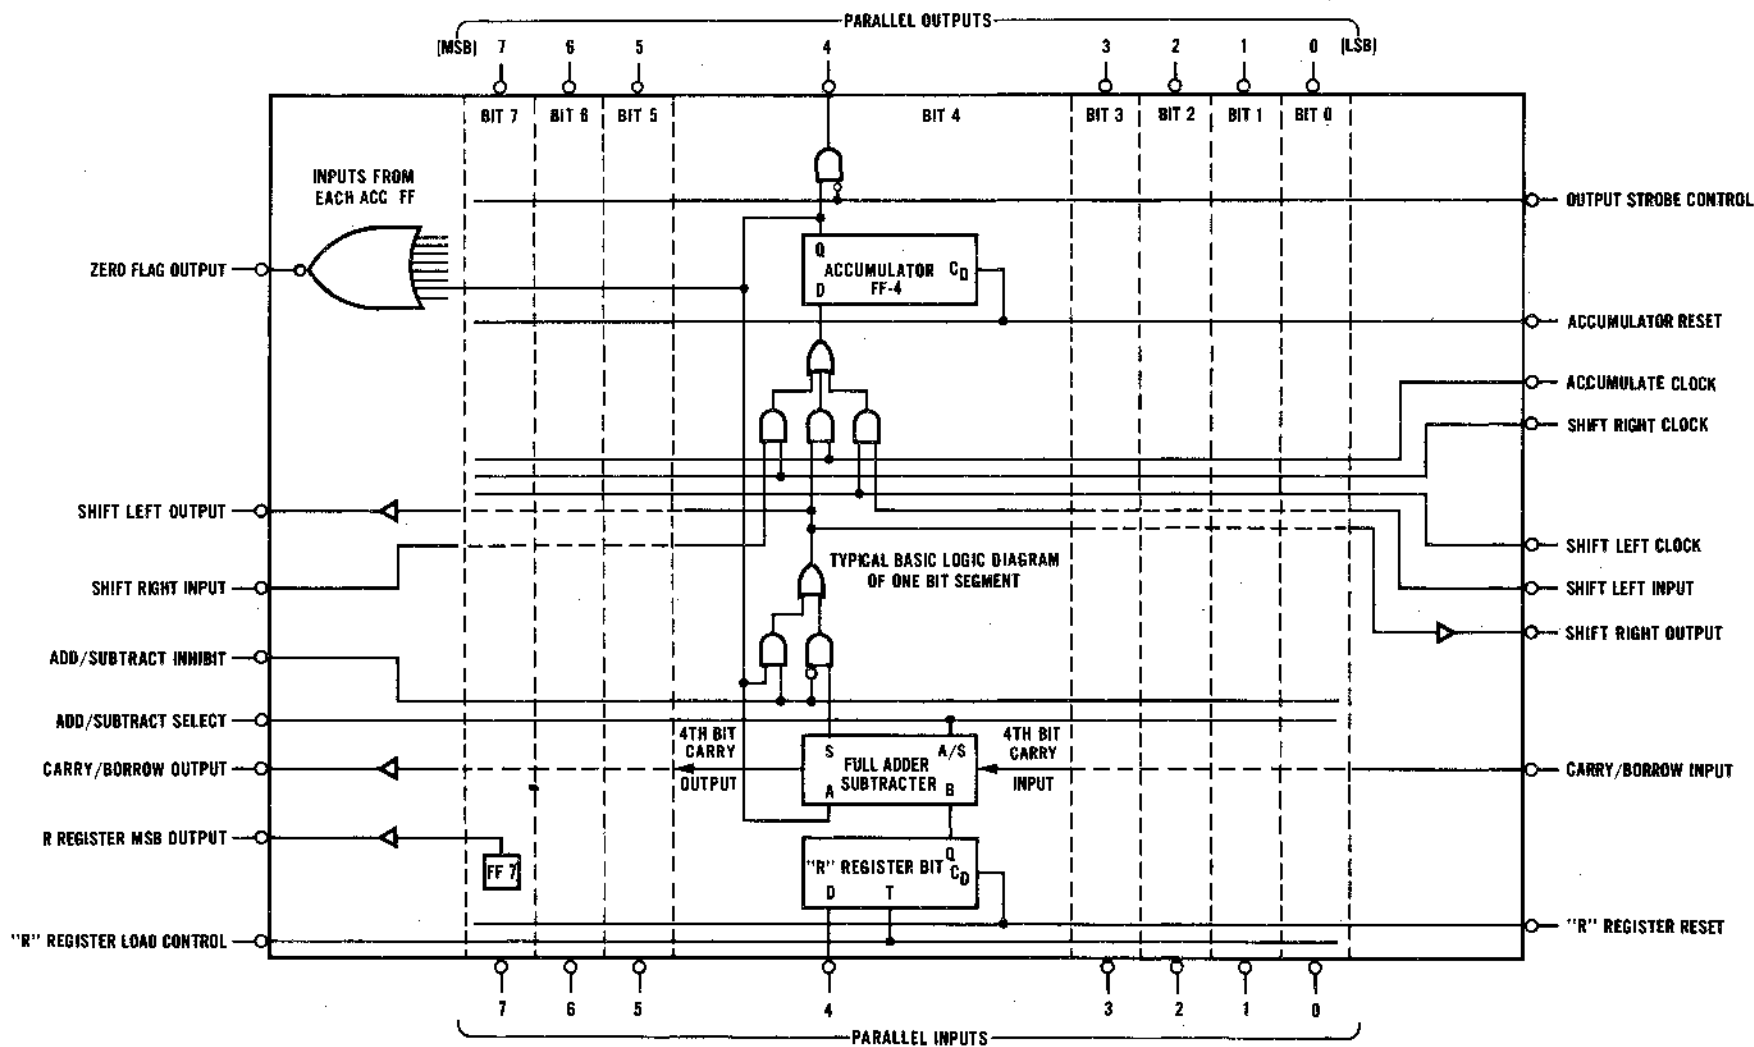 PARALLEL OUTPUTS
(MSB) 7 6 5 4 3 2 1 0 (LSB)
BIT 7 BIT 6 BIT 5 BIT 4 BIT 3 BIT 2 BIT 1 BIT 0
INPUTS FROM
EACH ACC FF
OUTPUT STROBE CONTROL
ZERO FLAG OUTPUT
Q
ACCUMULATOR CD
FF-4
D
ACCUMULATOR RESET
ACCUMULATE CLOCK
SHIFT RIGHT CLOCK
SHIFT LEFT OUTPUT
SHIFT LEFT CLOCK
TYPICAL BASIC LOGIC DIAGRAM
OF ONE BIT SEGMENT
SHIFT RIGHT INPUT
SHIFT LEFT INPUT
SHIFT RIGHT OUTPUT
ADD/SUBTRACT INHIBIT
ADD/SUBTRACT SELECT
4TH BIT
CARRY
OUTPUT
S A/S
FULL ADDER
SUBTRACTER
A B
4TH BIT
CARRY
INPUT
CARRY/BORROW OUTPUT
CARRY/BORROW INPUT
R REGISTER MSB OUTPUT
FF 7
Q
"R" REGISTER BIT CD
D T
"R" REGISTER RESET
"R" REGISTER LOAD CONTROL
7 6 5 4 3 2 1 0
PARALLEL INPUTS